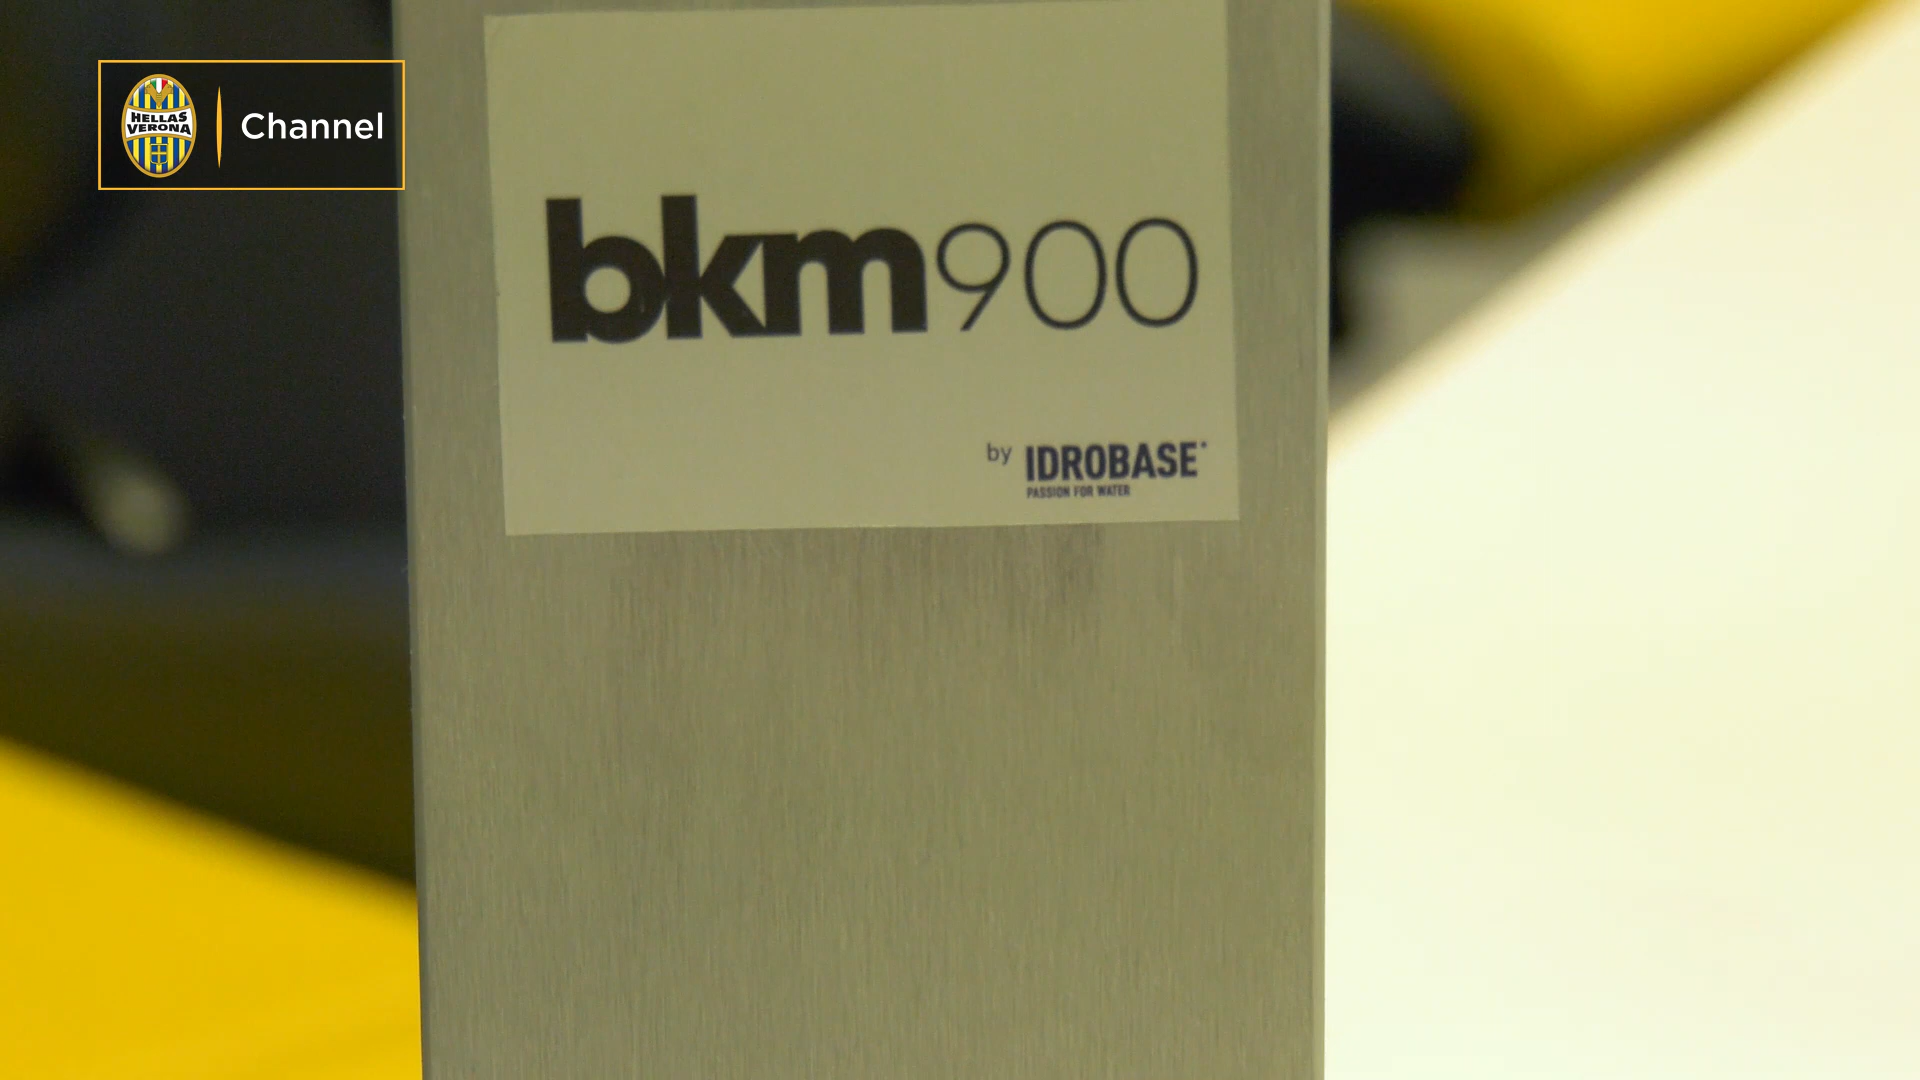 HELLAS
VERONA
Channel
bkm900
by IDROBASE
PASSION FOR WATER